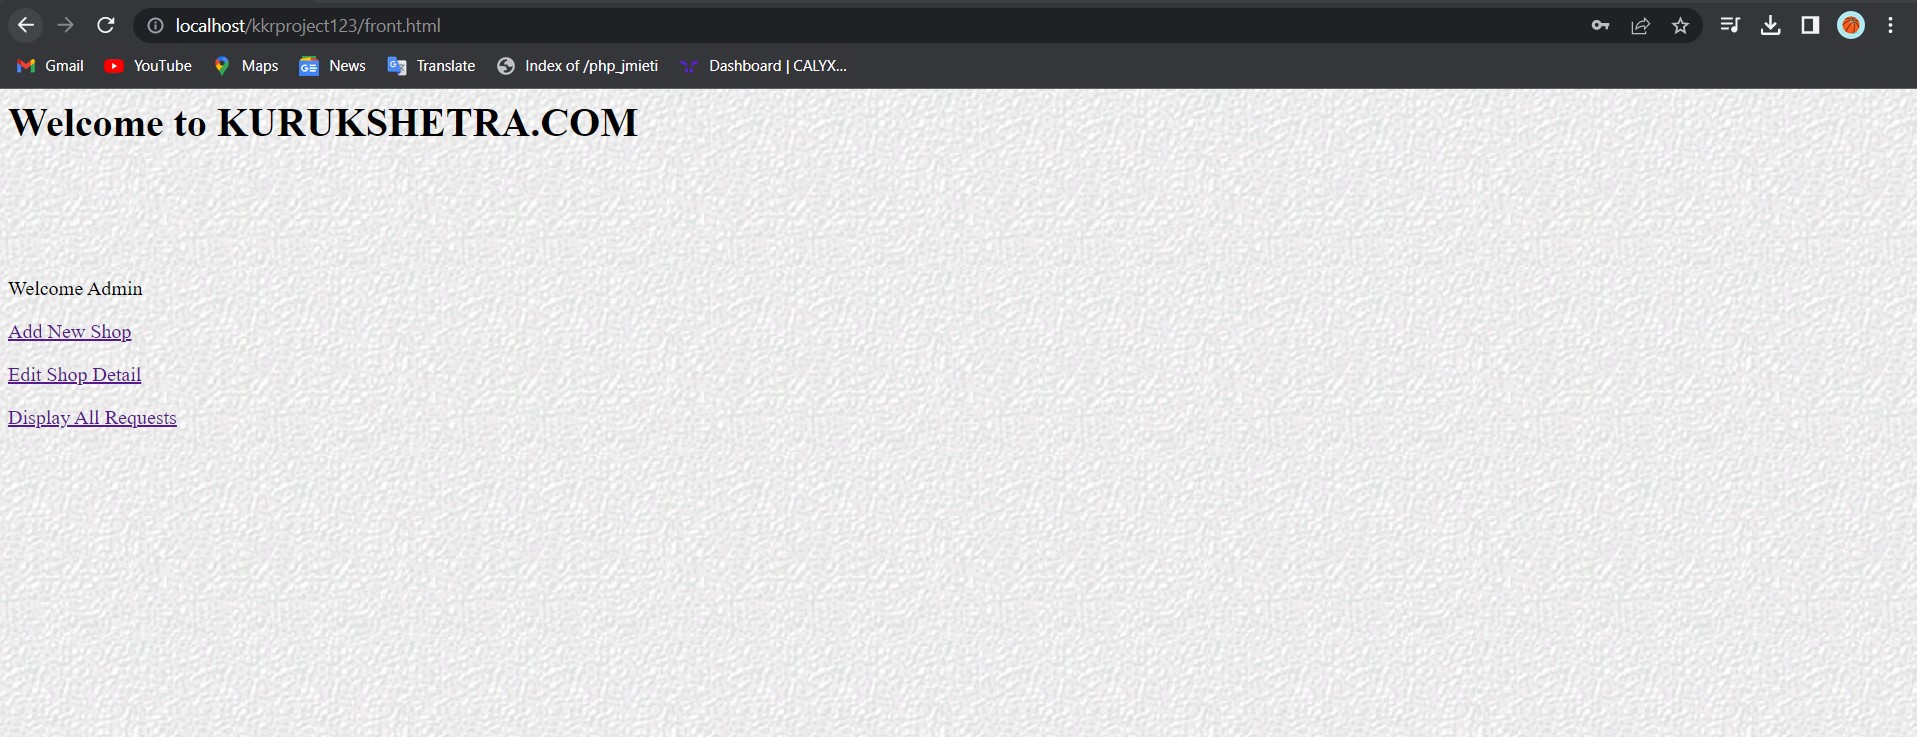 localhost/kkrproject123/front.html
Gmail YouTube Maps News Translate Index of /php_jmieti Dashboard | CALYX...
Welcome to KURUKSHETRA.COM
Welcome Admin
Add New Shop
Edit Shop Detail
Display All Requests